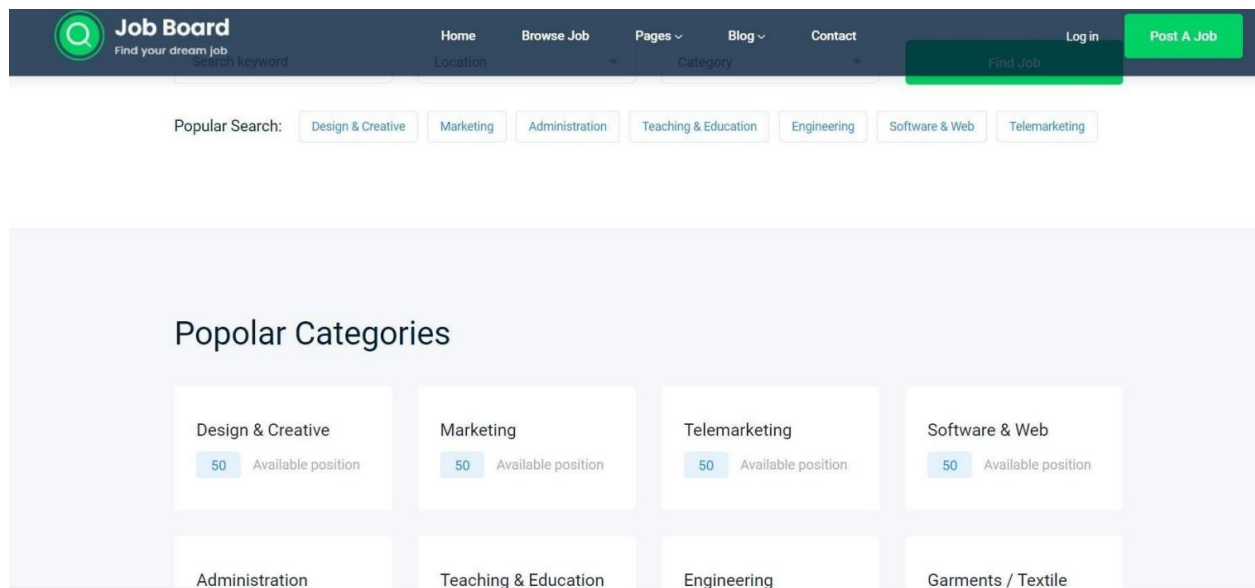 Job Board
Find your dream job
Home Browse Job Pages Blog Contact Log in Post A Job
Search keyword Location Category Find Job
Popular Search: Design & Creative Marketing Administration Teaching & Education Engineering Software & Web Telemarketing
Popolar Categories
Design & Creative Marketing Telemarketing Software & Web
50 Available position 50 Available position 50 Available position 50 Available position
Administration Teaching & Education Engineering Garments / Textile